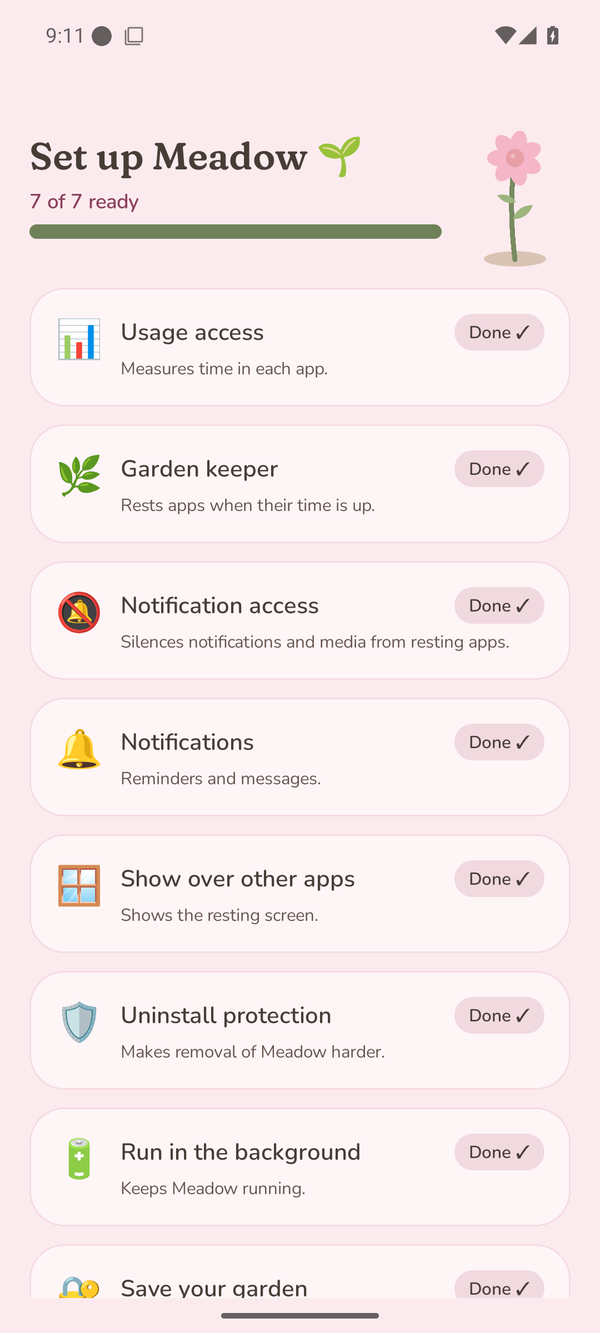 9:11
Set up Meadow 🌱
7 of 7 ready
Usage access
Done ✓
Measures time in each app.
Garden keeper
Done ✓
Rests apps when their time is up.
Notification access
Done ✓
Silences notifications and media from resting apps.
Notifications
Done ✓
Reminders and messages.
Show over other apps
Done ✓
Shows the resting screen.
Uninstall protection
Done ✓
Makes removal of Meadow harder.
Run in the background
Done ✓
Keeps Meadow running.
Save your garden
Done ✓